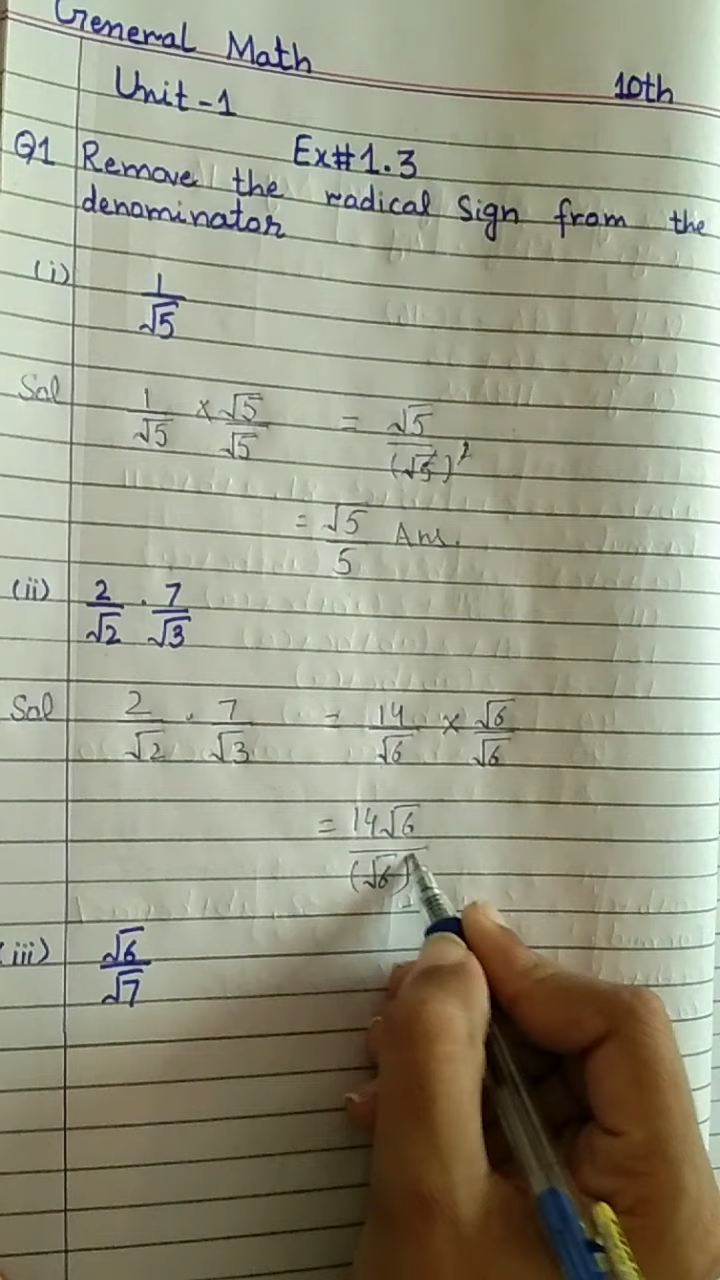 General Math
Unit-1 10th
Ex#1.3
Q1 Remove the radical Sign from the
denominator
(i) 1/√5
Sol 1/√5 × √5/√5 = √5/(√5)²
= √5/5 Ans.
(ii) 2/√2 · 7/√3
Sol 2/√2 · 7/√3 = 14/√6 × √6/√6
= 14√6/(√6)
(iii) √6/√7